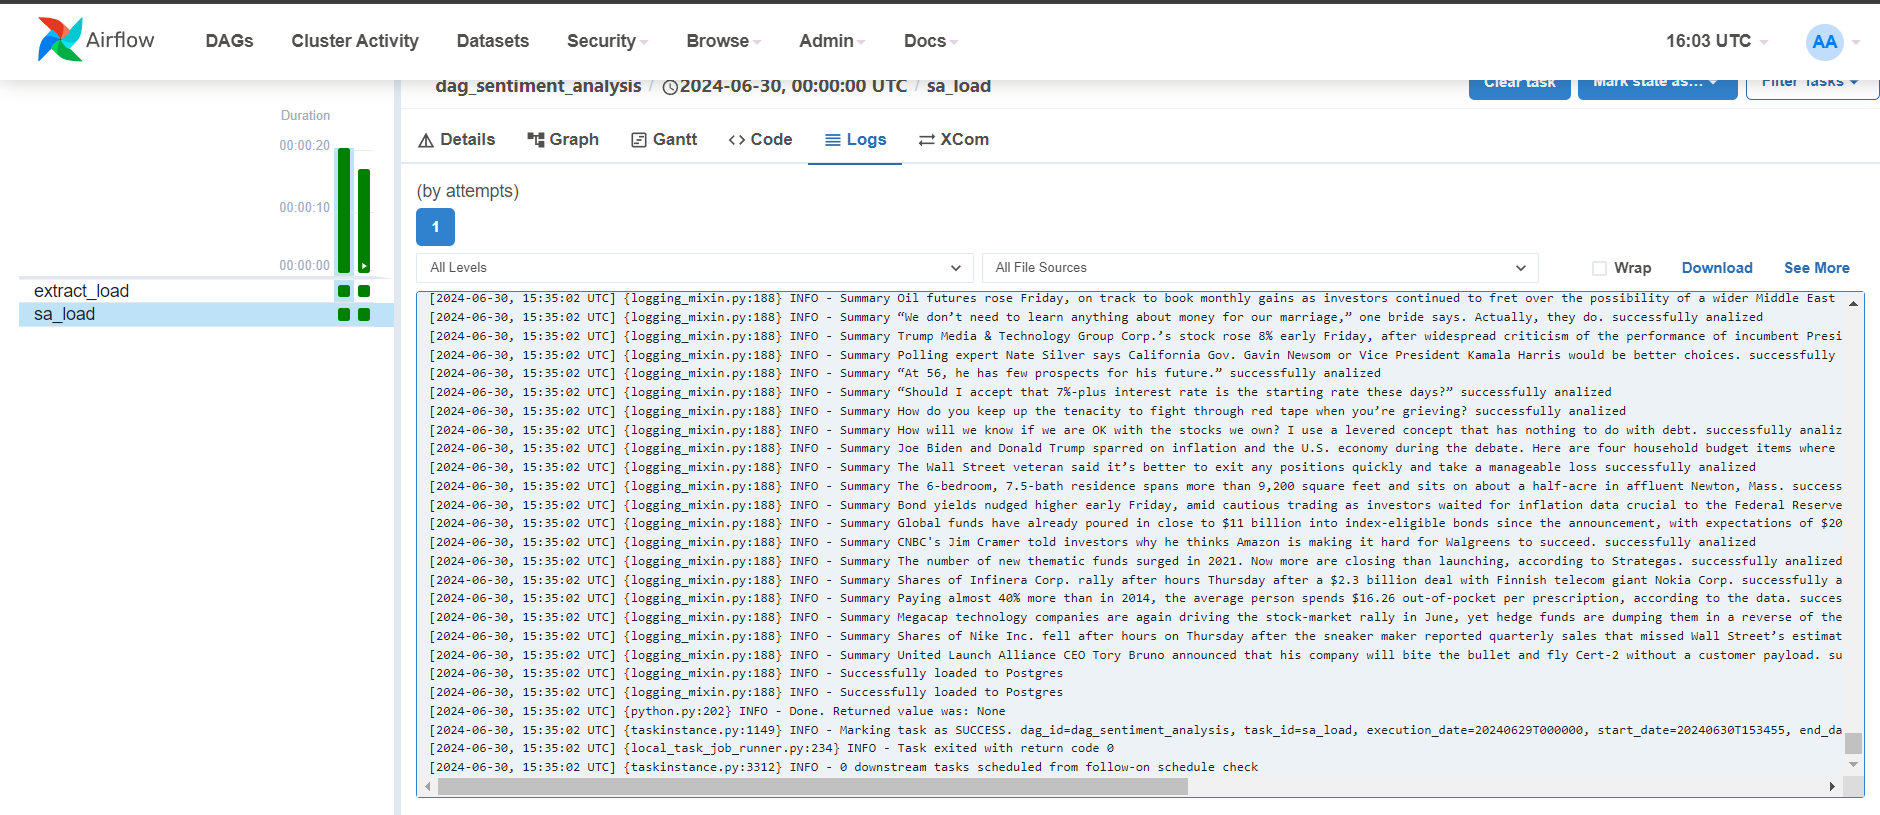 Airflow DAGs Cluster Activity Datasets Security Browse Admin Docs 16:03 UTC AA
dag_sentiment_analysis / 2024-06-30, 00:00:00 UTC / sa_load Clear task Mark state as... Filter Tasks
Duration
00:00:20
00:00:10
00:00:00
extract_load
sa_load
Details Graph Gantt Code Logs XCom
(by attempts)
1
All Levels All File Sources Wrap Download See More
[2024-06-30, 15:35:02 UTC] {logging_mixin.py:188} INFO - Summary Oil futures rose Friday, on track to book monthly gains as investors continued to fret over the possibility of a wider Middle East
[2024-06-30, 15:35:02 UTC] {logging_mixin.py:188} INFO - Summary “We don’t need to learn anything about money for our marriage,” one bride says. Actually, they do. successfully analized
[2024-06-30, 15:35:02 UTC] {logging_mixin.py:188} INFO - Summary Trump Media & Technology Group Corp.’s stock rose 8% early Friday, after widespread criticism of the performance of incumbent Presi
[2024-06-30, 15:35:02 UTC] {logging_mixin.py:188} INFO - Summary Polling expert Nate Silver says California Gov. Gavin Newsom or Vice President Kamala Harris would be better choices. successfully
[2024-06-30, 15:35:02 UTC] {logging_mixin.py:188} INFO - Summary “At 56, he has few prospects for his future.” successfully analized
[2024-06-30, 15:35:02 UTC] {logging_mixin.py:188} INFO - Summary “Should I accept that 7%-plus interest rate is the starting rate these days?” successfully analized
[2024-06-30, 15:35:02 UTC] {logging_mixin.py:188} INFO - Summary How do you keep up the tenacity to fight through red tape when you’re grieving? successfully analized
[2024-06-30, 15:35:02 UTC] {logging_mixin.py:188} INFO - Summary How will we know if we are OK with the stocks we own? I use a levered concept that has nothing to do with debt. successfully analiz
[2024-06-30, 15:35:02 UTC] {logging_mixin.py:188} INFO - Summary Joe Biden and Donald Trump sparred on inflation and the U.S. economy during the debate. Here are four household budget items where
[2024-06-30, 15:35:02 UTC] {logging_mixin.py:188} INFO - Summary The Wall Street veteran said it’s better to exit any positions quickly and take a manageable loss successfully analized
[2024-06-30, 15:35:02 UTC] {logging_mixin.py:188} INFO - Summary The 6-bedroom, 7.5-bath residence spans more than 9,200 square feet and sits on about a half-acre in affluent Newton, Mass. success
[2024-06-30, 15:35:02 UTC] {logging_mixin.py:188} INFO - Summary Bond yields nudged higher early Friday, amid cautious trading as investors waited for inflation data crucial to the Federal Reserve
[2024-06-30, 15:35:02 UTC] {logging_mixin.py:188} INFO - Summary Global funds have already poured in close to $11 billion into index-eligible bonds since the announcement, with expectations of $20
[2024-06-30, 15:35:02 UTC] {logging_mixin.py:188} INFO - Summary CNBC's Jim Cramer told investors why he thinks Amazon is making it hard for Walgreens to succeed. successfully analized
[2024-06-30, 15:35:02 UTC] {logging_mixin.py:188} INFO - Summary The number of new thematic funds surged in 2021. Now more are closing than launching, according to Strategas. successfully analized
[2024-06-30, 15:35:02 UTC] {logging_mixin.py:188} INFO - Summary Shares of Infinera Corp. rally after hours Thursday after a $2.3 billion deal with Finnish telecom giant Nokia Corp. successfully a
[2024-06-30, 15:35:02 UTC] {logging_mixin.py:188} INFO - Summary Paying almost 40% more than in 2014, the average person spends $16.26 out-of-pocket per prescription, according to the data. succes
[2024-06-30, 15:35:02 UTC] {logging_mixin.py:188} INFO - Summary Megacap technology companies are again driving the stock-market rally in June, yet hedge funds are dumping them in a reverse of the
[2024-06-30, 15:35:02 UTC] {logging_mixin.py:188} INFO - Summary Shares of Nike Inc. fell after hours on Thursday after the sneaker maker reported quarterly sales that missed Wall Street’s estimat
[2024-06-30, 15:35:02 UTC] {logging_mixin.py:188} INFO - Summary United Launch Alliance CEO Tory Bruno announced that his company will bite the bullet and fly Cert-2 without a customer payload. su
[2024-06-30, 15:35:02 UTC] {logging_mixin.py:188} INFO - Successfully loaded to Postgres
[2024-06-30, 15:35:02 UTC] {logging_mixin.py:188} INFO - Successfully loaded to Postgres
[2024-06-30, 15:35:02 UTC] {python.py:202} INFO - Done. Returned value was: None
[2024-06-30, 15:35:02 UTC] {taskinstance.py:1149} INFO - Marking task as SUCCESS. dag_id=dag_sentiment_analysis, task_id=sa_load, execution_date=20240629T000000, start_date=20240630T153455, end_da
[2024-06-30, 15:35:02 UTC] {local_task_job_runner.py:234} INFO - Task exited with return code 0
[2024-06-30, 15:35:02 UTC] {taskinstance.py:3312} INFO - 0 downstream tasks scheduled from follow-on schedule check